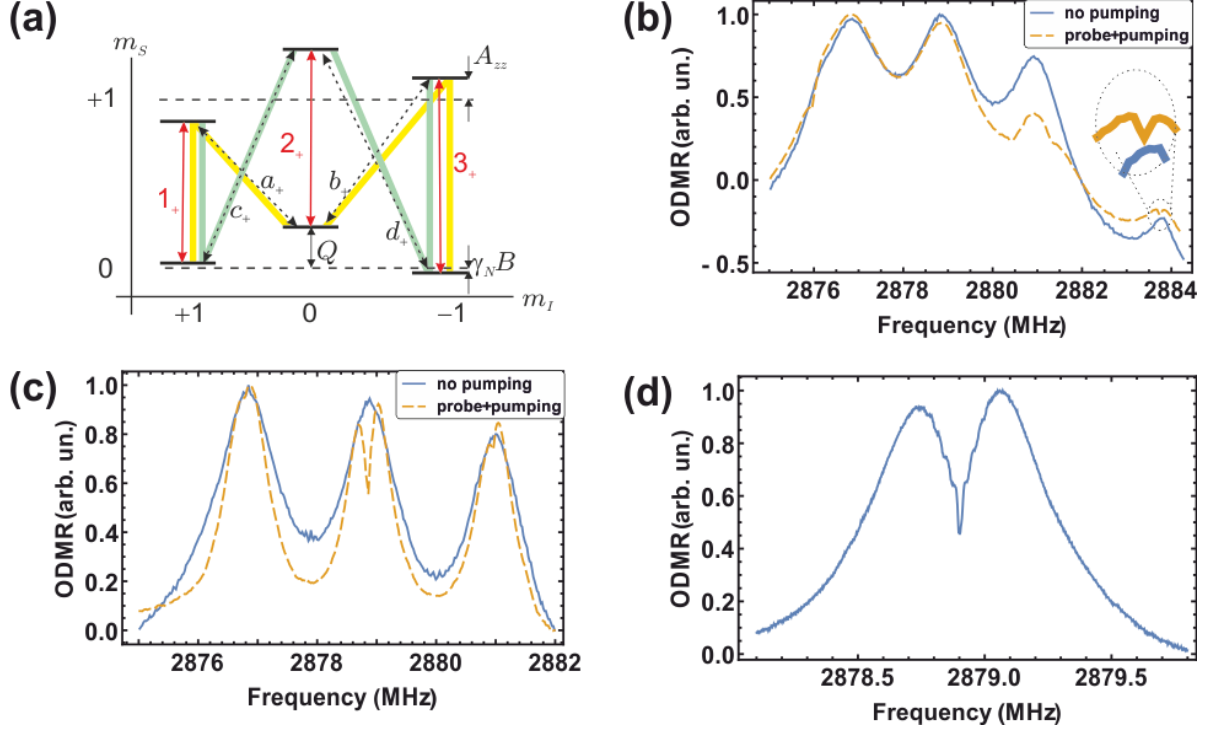 (a)
m_S
A_zz
+1
2₊
3₊
1₊
a₊
b₊
c₊
d₊
Q
0
γ_N B
+1
0
−1
m_I
(b)
no pumping
probe+pumping
ODMR(arb. un.)
1.0
0.5
0.0
- 0.5
2876
2878
2880
2882
2884
Frequency (MHz)
(c)
no pumping
probe+pumping
ODMR(arb. un.)
1.0
0.8
0.6
0.4
0.2
0.0
2876
2878
2880
2882
Frequency (MHz)
(d)
ODMR(arb. un.)
1.0
0.8
0.6
0.4
0.2
0.0
2878.5
2879.0
2879.5
Frequency (MHz)